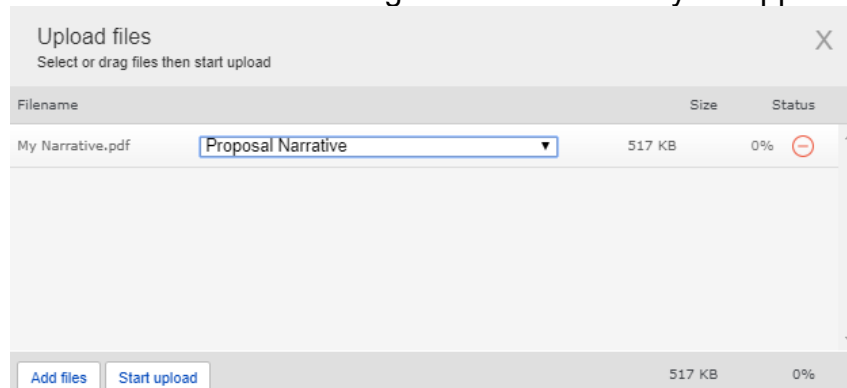 Upload files
X
Select or drag files then start upload
Filename Size Status
My Narrative.pdf Proposal Narrative 517 KB 0%
Add files Start upload 517 KB 0%